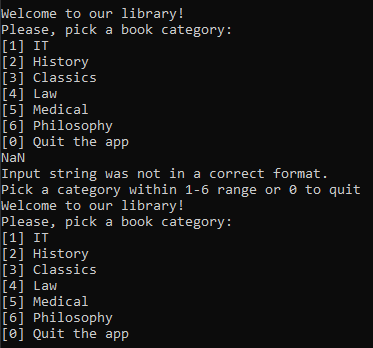 Welcome to our library!
Please, pick a book category:
[1] IT
[2] History
[3] Classics
[4] Law
[5] Medical
[6] Philosophy
[0] Quit the app
NaN
Input string was not in a correct format.
Pick a category within 1-6 range or 0 to quit
Welcome to our library!
Please, pick a book category:
[1] IT
[2] History
[3] Classics
[4] Law
[5] Medical
[6] Philosophy
[0] Quit the app